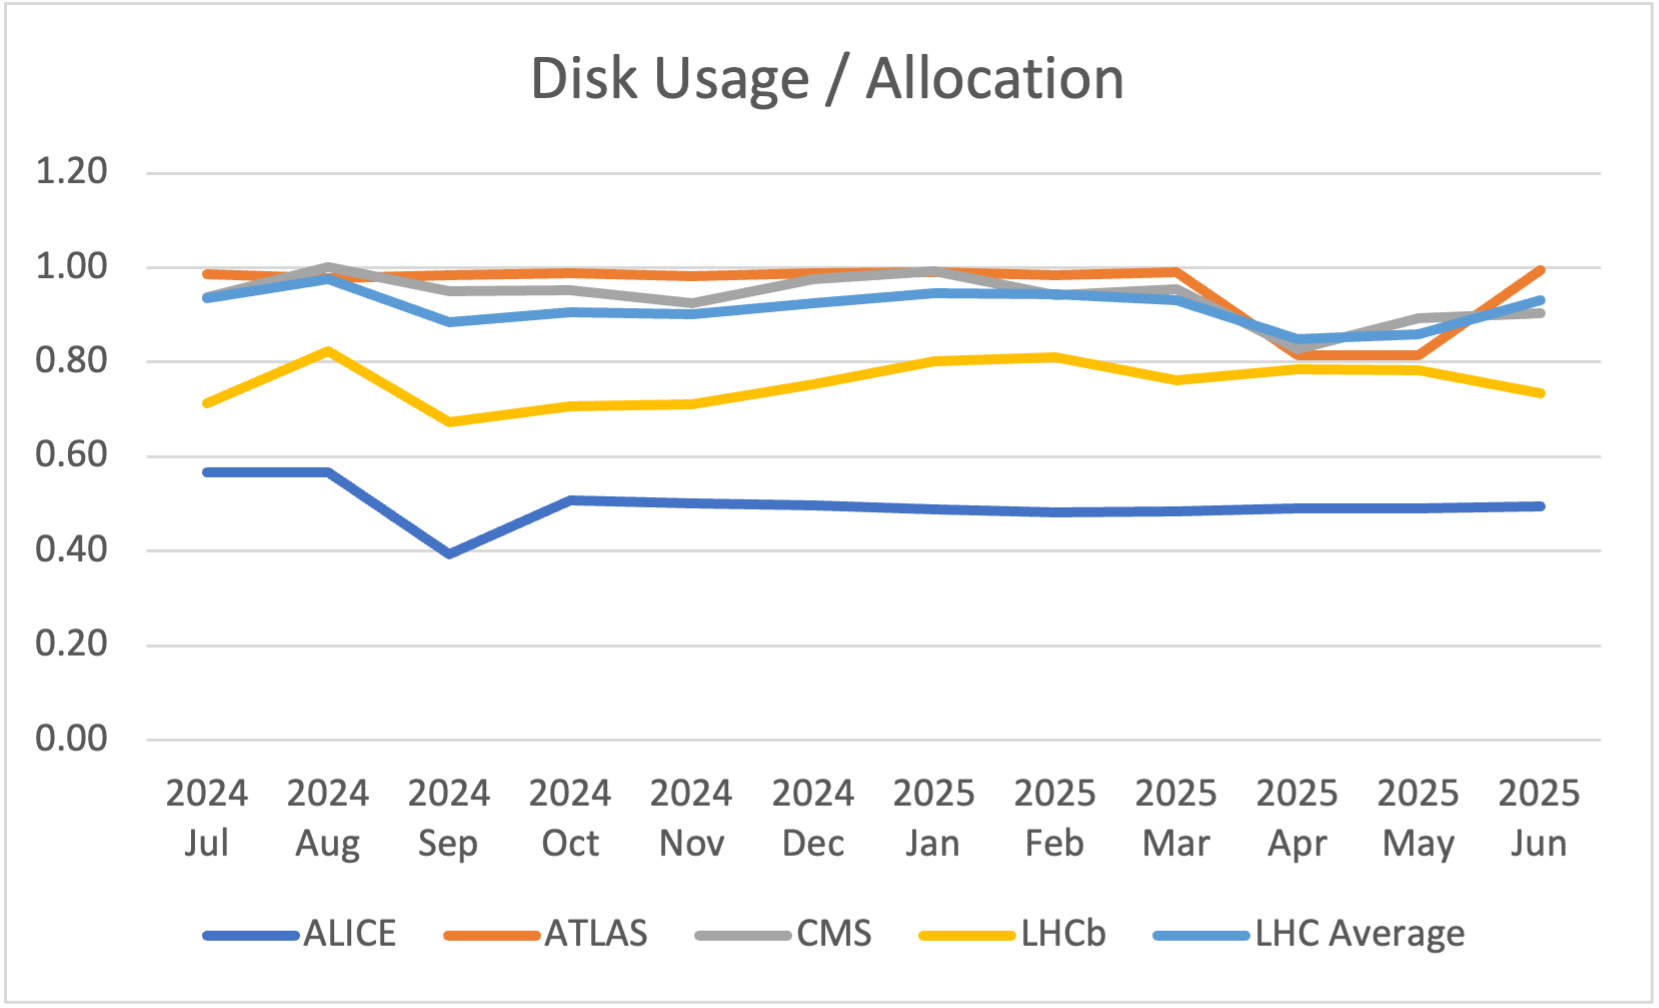 Disk Usage / Allocation
1.20
1.00
0.80
0.60
0.40
0.20
0.00
2024 2024 2024 2024 2024 2024 2025 2025 2025 2025 2025 2025
Jul Aug Sep Oct Nov Dec Jan Feb Mar Apr May Jun
ALICE ATLAS CMS LHCb LHC Average